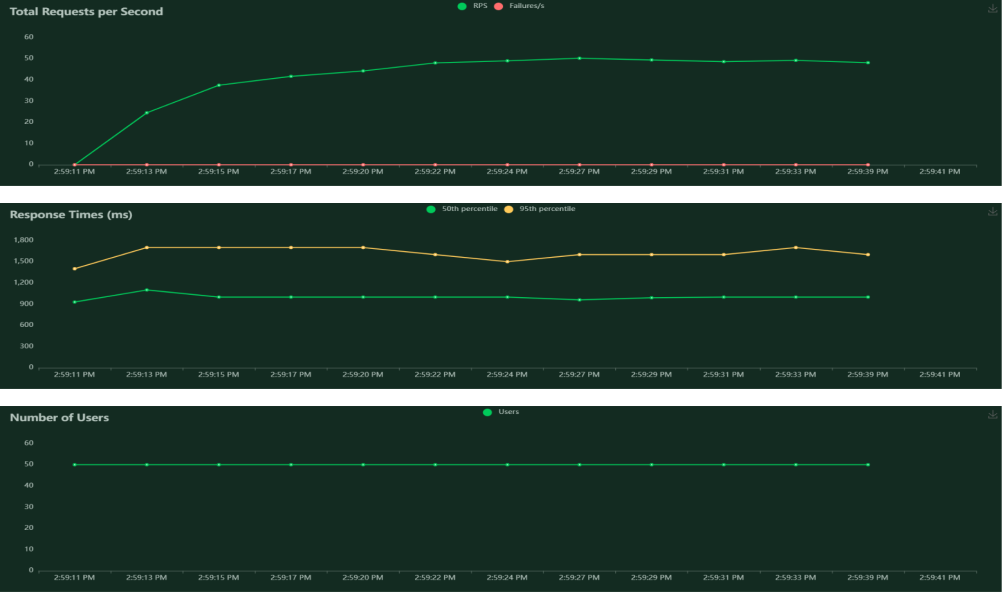 Total Requests per Second
RPS Failures/s
60
50
40
30
20
10
0
2:59:11 PM 2:59:13 PM 2:59:15 PM 2:59:17 PM 2:59:20 PM 2:59:22 PM 2:59:24 PM 2:59:27 PM 2:59:29 PM 2:59:31 PM 2:59:33 PM 2:59:39 PM 2:59:41 PM
Response Times (ms)
50th percentile 95th percentile
1,800
1,500
1,200
900
600
300
0
2:59:11 PM 2:59:13 PM 2:59:15 PM 2:59:17 PM 2:59:20 PM 2:59:22 PM 2:59:24 PM 2:59:27 PM 2:59:29 PM 2:59:31 PM 2:59:33 PM 2:59:39 PM 2:59:41 PM
Number of Users
Users
60
50
40
30
20
10
0
2:59:11 PM 2:59:13 PM 2:59:15 PM 2:59:17 PM 2:59:20 PM 2:59:22 PM 2:59:24 PM 2:59:27 PM 2:59:29 PM 2:59:31 PM 2:59:33 PM 2:59:39 PM 2:59:41 PM